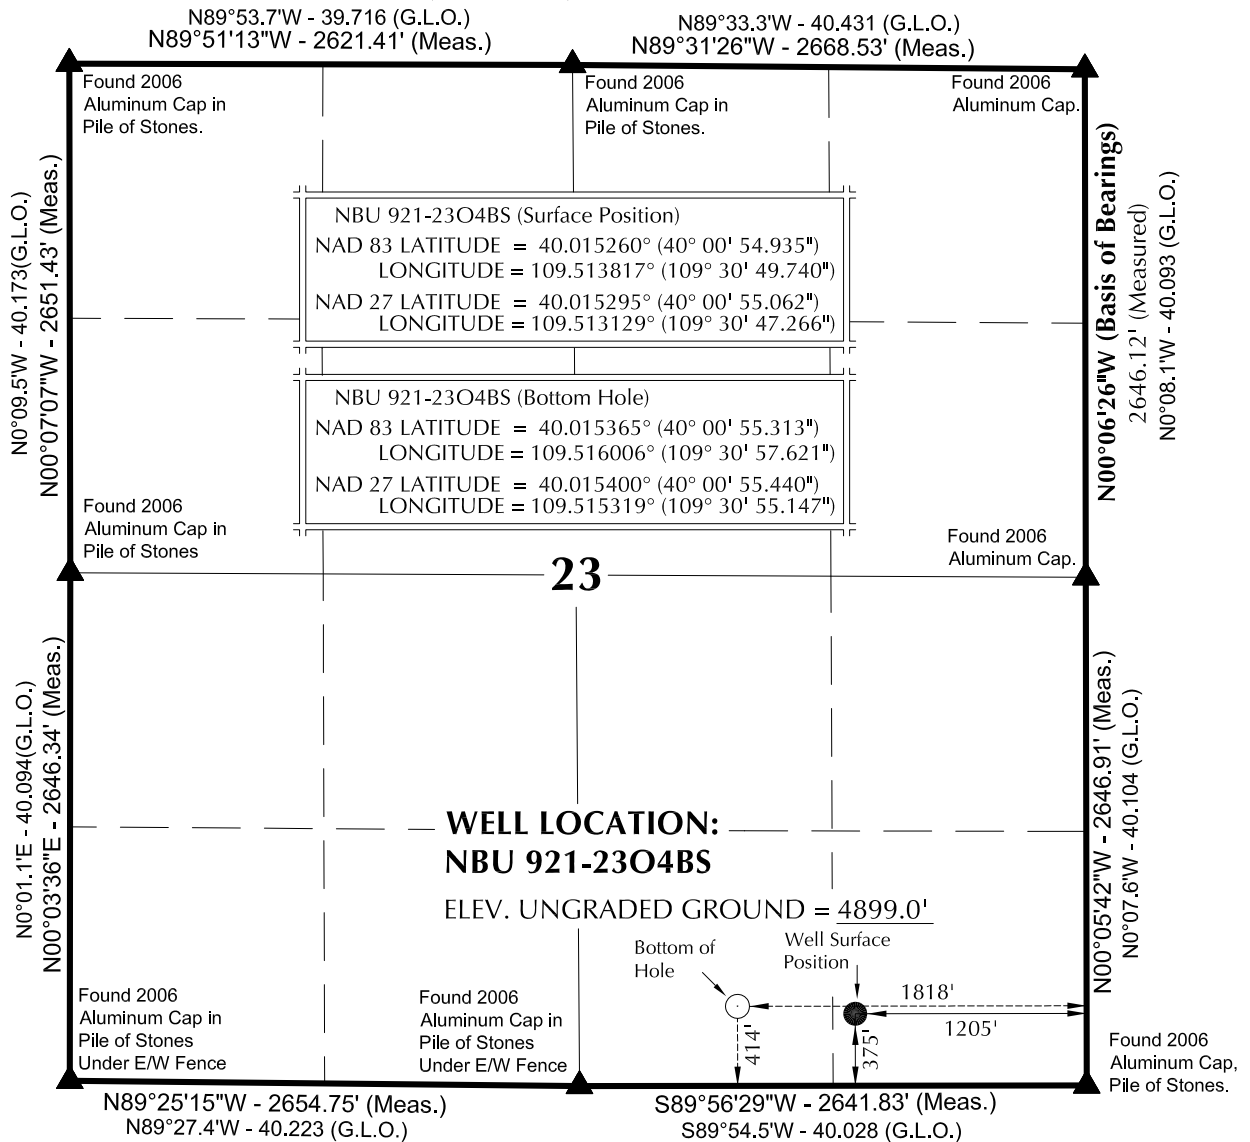 N89°53.7'W - 39.716 (G.L.O.)
N89°51'13"W - 2621.41' (Meas.)
N89°33.3'W - 40.431 (G.L.O.)
N89°31'26"W - 2668.53' (Meas.)
Found 2006
Aluminum Cap in
Pile of Stones.
Found 2006
Aluminum Cap in
Pile of Stones.
Found 2006
Aluminum Cap.
N0°09.5'W - 40.173(G.L.O.)
N00°07'07"W - 2651.43' (Meas.)
N00°06'26"W (Basis of Bearings)
2646.12' (Measured)
N0°08.1'W - 40.093 (G.L.O.)
NBU 921-23O4BS (Surface Position)
NAD 83 LATITUDE = 40.015260° (40° 00' 54.935")
LONGITUDE = 109.513817° (109° 30' 49.740")
NAD 27 LATITUDE = 40.015295° (40° 00' 55.062")
LONGITUDE = 109.513129° (109° 30' 47.266")
NBU 921-23O4BS (Bottom Hole)
NAD 83 LATITUDE = 40.015365° (40° 00' 55.313")
LONGITUDE = 109.516006° (109° 30' 57.621")
NAD 27 LATITUDE = 40.015400° (40° 00' 55.440")
LONGITUDE = 109.515319° (109° 30' 55.147")
Found 2006
Aluminum Cap in
Pile of Stones
Found 2006
Aluminum Cap.
23
N0°01.1'E - 40.094(G.L.O.)
N00°03'36"E - 2646.34' (Meas.)
N00°05'42"W - 2646.91' (Meas.)
N0°07.6'W - 40.104 (G.L.O.)
WELL LOCATION:
NBU 921-23O4BS
ELEV. UNGRADED GROUND = 4899.0'
Bottom of
Hole
Well Surface
Position
1818'
1205'
414'
375'
Found 2006
Aluminum Cap in
Pile of Stones
Under E/W Fence
Found 2006
Aluminum Cap in
Pile of Stones
Under E/W Fence
Found 2006
Aluminum Cap,
Pile of Stones.
N89°25'15"W - 2654.75' (Meas.)
N89°27.4'W - 40.223 (G.L.O.)
S89°56'29"W - 2641.83' (Meas.)
S89°54.5'W - 40.028 (G.L.O.)